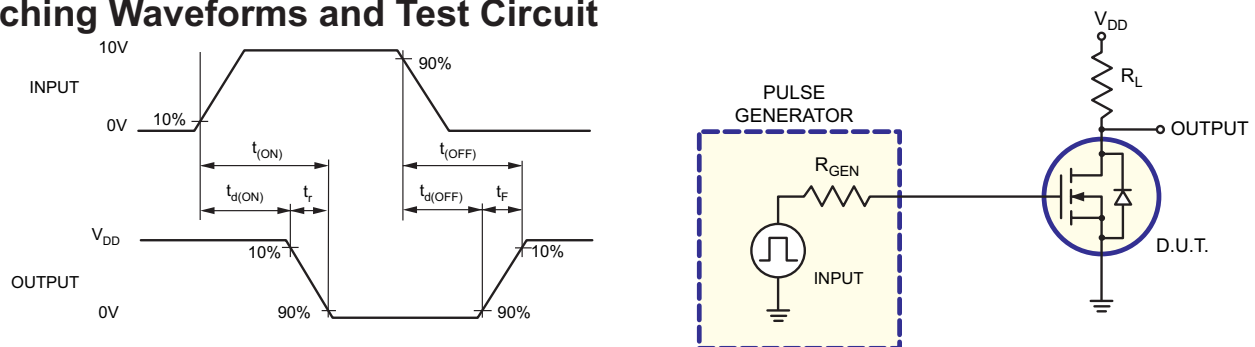 ching Waveforms and Test Circuit
10V
INPUT
0V
10%
90%
t(ON)
t(OFF)
td(ON)
tr
td(OFF)
tF
VDD
OUTPUT
0V
10%
90%
10%
90%
PULSE
GENERATOR
RGEN
INPUT
VDD
RL
OUTPUT
D.U.T.